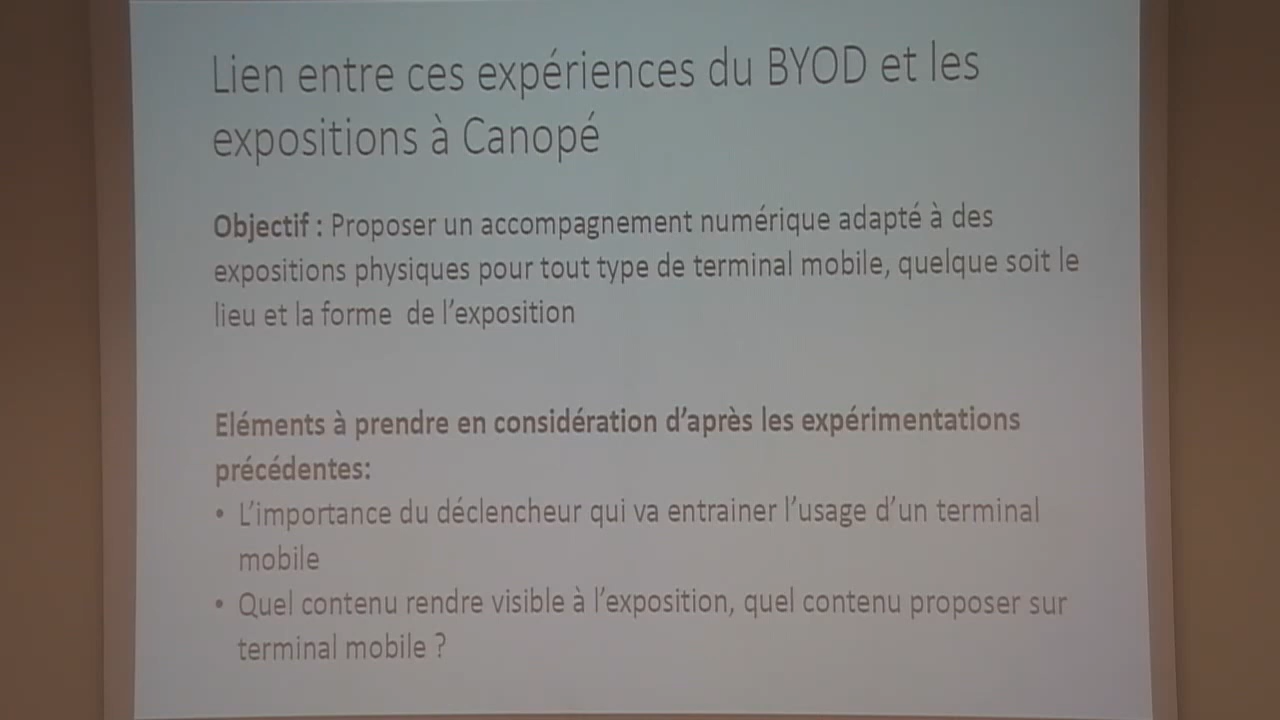 Lien entre ces expériences du BYOD et les
expositions à Canopé
Objectif : Proposer un accompagnement numérique adapté à des
expositions physiques pour tout type de terminal mobile, quelque soit le
lieu et la forme de l'exposition
Eléments à prendre en considération d'après les expérimentations
précédentes:
• L'importance du déclencheur qui va entrainer l'usage d'un terminal
mobile
• Quel contenu rendre visible à l'exposition, quel contenu proposer sur
terminal mobile ?